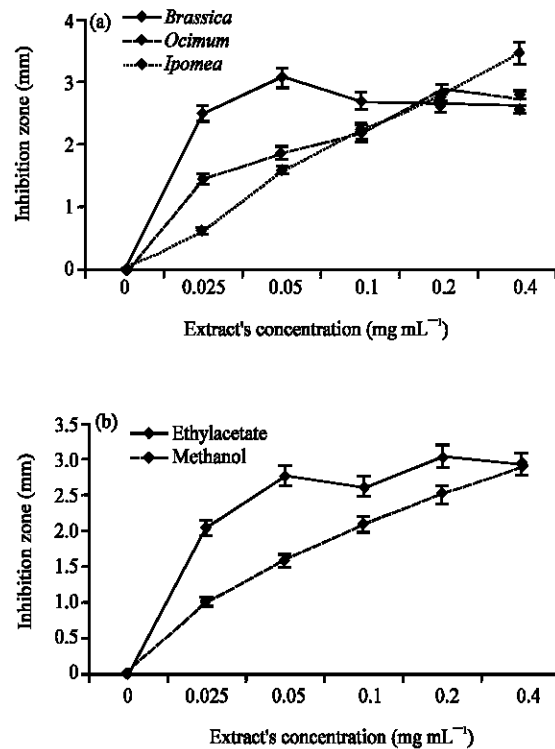 (a)
Brassica
Ocimum
Ipomea
4
3
2
1
0
Inhibition zone (mm)
0 0.025 0.05 0.1 0.2 0.4
Extract's concentration (mg mL⁻¹)
(b)
Ethylacetate
Methanol
3.5
3.0
2.5
2.0
1.5
1.0
0.5
0
Inhibition zone (mm)
0 0.025 0.05 0.1 0.2 0.4
Extract's concentration (mg mL⁻¹)